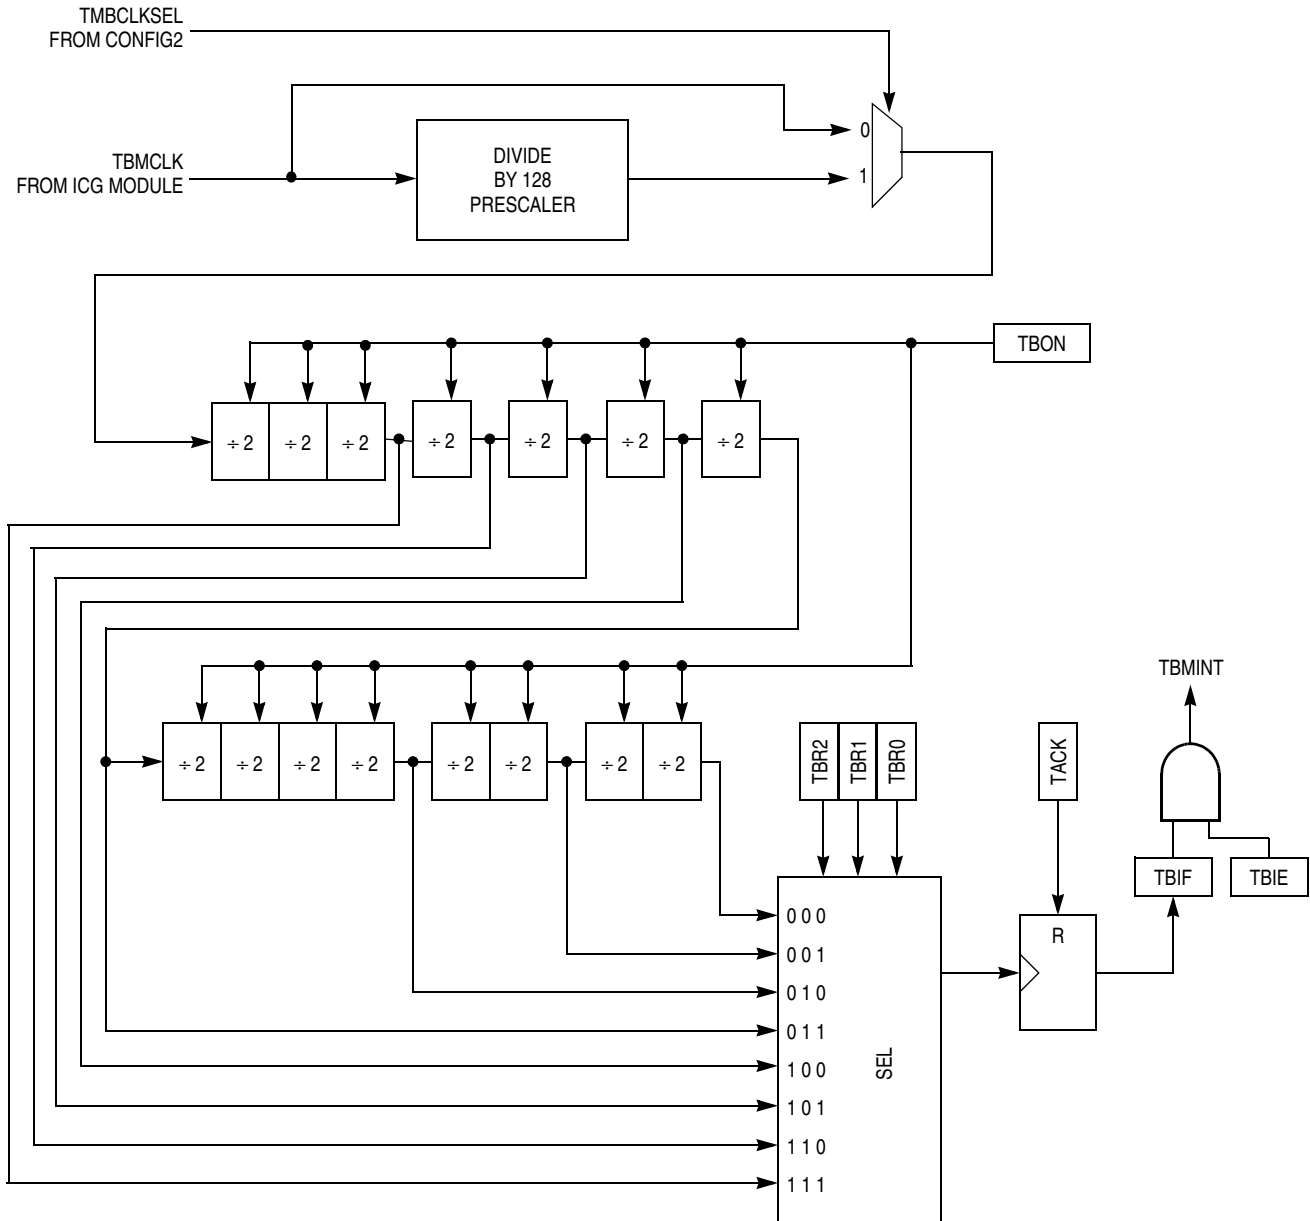 TMBCLKSEL
FROM CONFIG2
0
TBMCLK
FROM ICG MODULE
DIVIDE
BY 128
PRESCALER
1
TBON
÷ 2 ÷ 2 ÷ 2 ÷ 2 ÷ 2 ÷ 2 ÷ 2
TBMINT
÷ 2 ÷ 2 ÷ 2 ÷ 2 ÷ 2 ÷ 2 ÷ 2 ÷ 2
TBR2
TBR1
TBR0
TACK
TBIF
TBIE
0 0 0
R
0 0 1
0 1 0
0 1 1
SEL
1 0 0
1 0 1
1 1 0
1 1 1